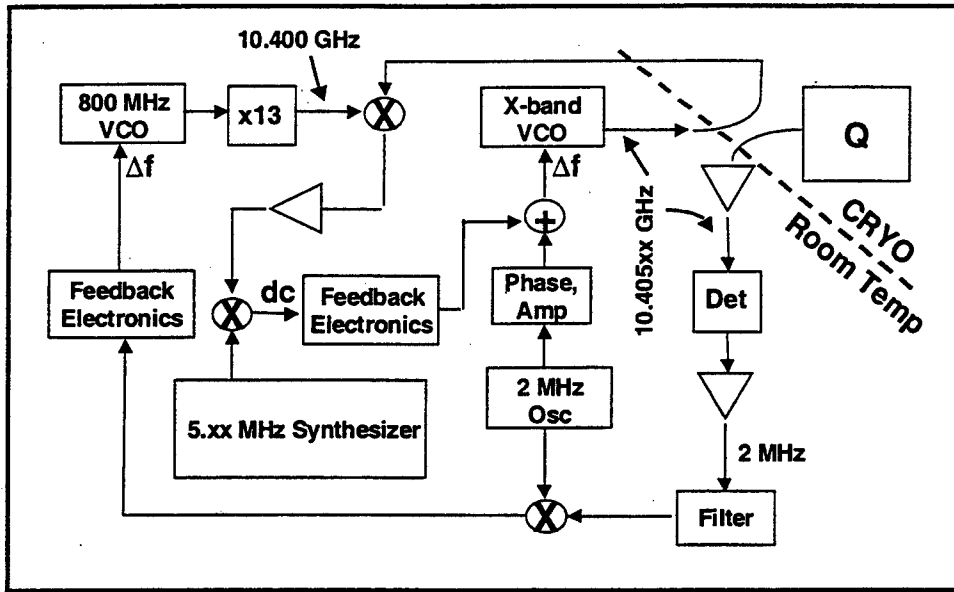 10.400 GHz
800 MHz
VCO
x13
X
X-band
VCO
Q
Δf
Δf
CRYO
Room Temp
10.405xx GHz
+
Feedback
Electronics
X
dc
Feedback
Electronics
Phase,
Amp
Det
5.xx MHz Synthesizer
2 MHz
Osc
2 MHz
X
Filter